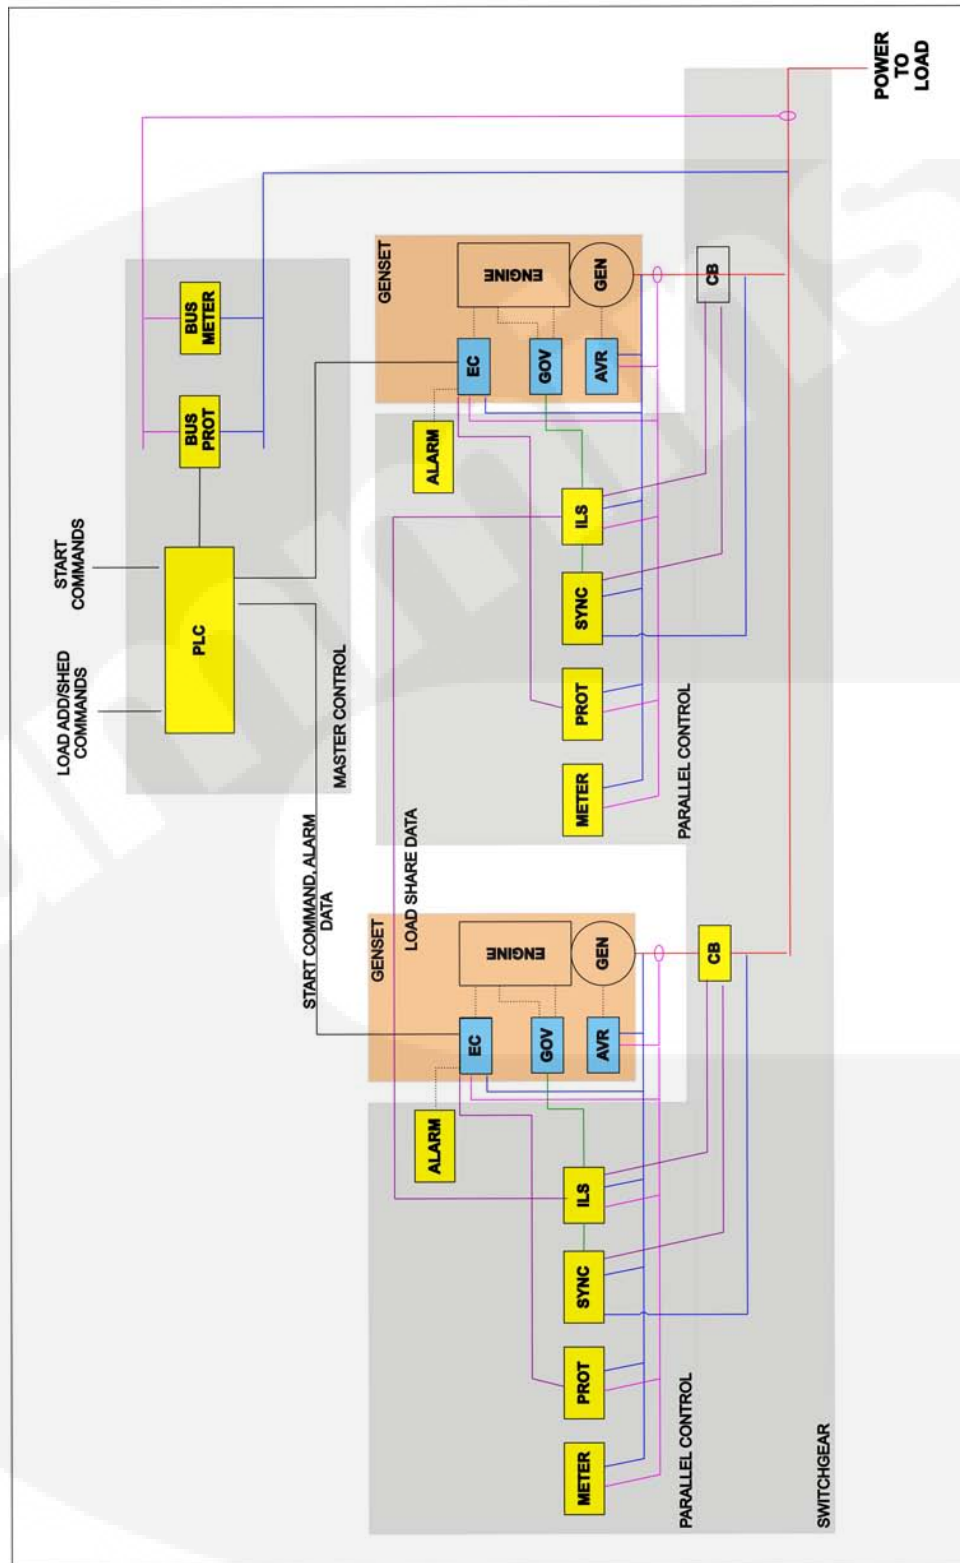 POWER
TO
LOAD
START
COMMANDS
LOAD ADD/SHED
COMMANDS
BUS
METER
BUS
PROT
PLC
MASTER CONTROL
START COMMAND, ALARM
DATA
LOAD SHARE DATA
GENSET
ENGINE
GEN
EC
GOV
AVR
ALARM
CB
ILS
SYNC
PROT
METER
PARALLEL CONTROL
GENSET
ENGINE
GEN
EC
GOV
AVR
ALARM
CB
ILS
SYNC
PROT
METER
PARALLEL CONTROL
SWITCHGEAR